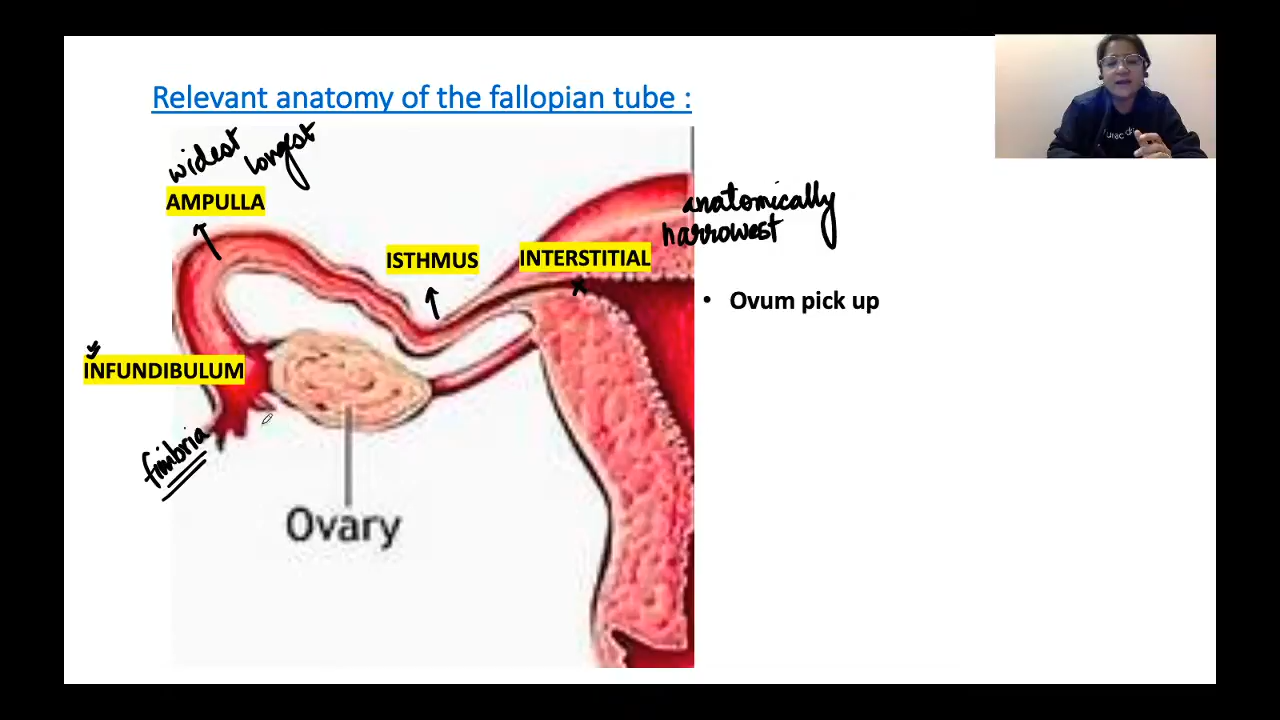 Relevant anatomy of the fallopian tube :
widest longest
AMPULLA
anatomically
narrowest
ISTHMUS
INTERSTITIAL
• Ovum pick up
INFUNDIBULUM
fimbria
Ovary